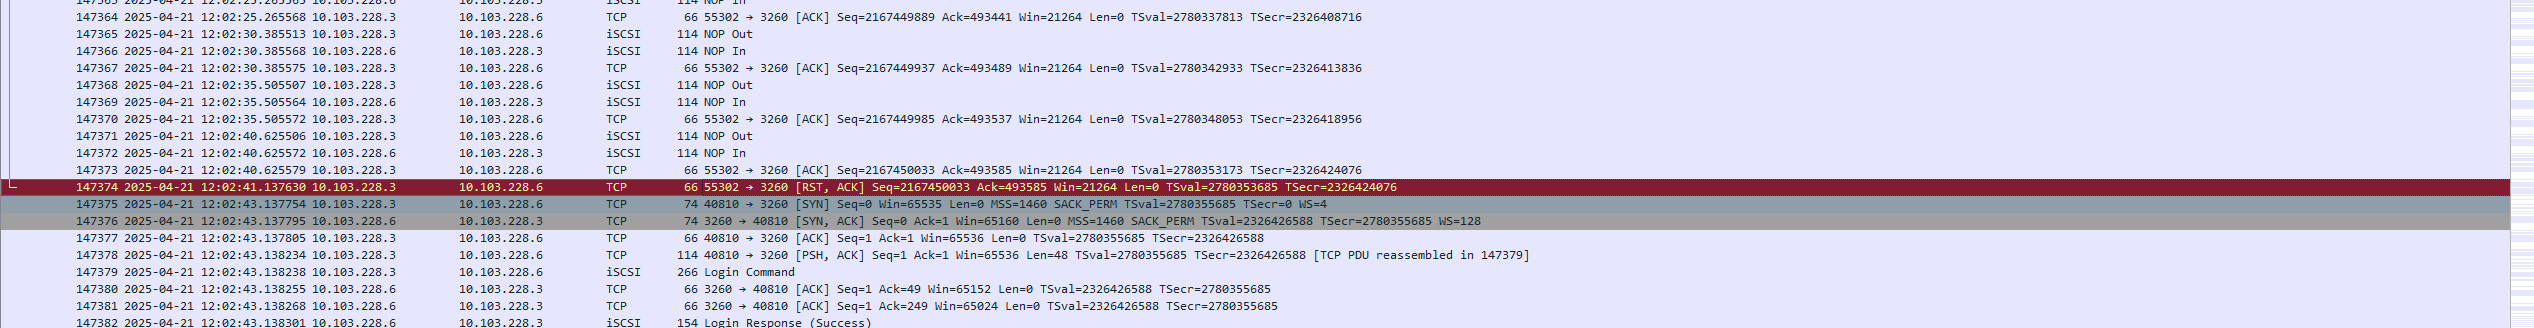 147363 2025-04-21 12:02:25.265565 10.103.228.6 10.103.228.3 iSCSI 114 NOP In
147364 2025-04-21 12:02:25.265568 10.103.228.3 10.103.228.6 TCP 66 55302 → 3260 [ACK] Seq=2167449889 Ack=493441 Win=21264 Len=0 TSval=2780337813 TSecr=2326408716
147365 2025-04-21 12:02:30.385513 10.103.228.3 10.103.228.6 iSCSI 114 NOP Out
147366 2025-04-21 12:02:30.385568 10.103.228.6 10.103.228.3 iSCSI 114 NOP In
147367 2025-04-21 12:02:30.385575 10.103.228.3 10.103.228.6 TCP 66 55302 → 3260 [ACK] Seq=2167449937 Ack=493489 Win=21264 Len=0 TSval=2780342933 TSecr=2326413836
147368 2025-04-21 12:02:35.505507 10.103.228.3 10.103.228.6 iSCSI 114 NOP Out
147369 2025-04-21 12:02:35.505564 10.103.228.6 10.103.228.3 iSCSI 114 NOP In
147370 2025-04-21 12:02:35.505572 10.103.228.3 10.103.228.6 TCP 66 55302 → 3260 [ACK] Seq=2167449985 Ack=493537 Win=21264 Len=0 TSval=2780348053 TSecr=2326418956
147371 2025-04-21 12:02:40.625506 10.103.228.3 10.103.228.6 iSCSI 114 NOP Out
147372 2025-04-21 12:02:40.625572 10.103.228.6 10.103.228.3 iSCSI 114 NOP In
147373 2025-04-21 12:02:40.625579 10.103.228.3 10.103.228.6 TCP 66 55302 → 3260 [ACK] Seq=2167450033 Ack=493585 Win=21264 Len=0 TSval=2780353173 TSecr=2326424076
147374 2025-04-21 12:02:41.137630 10.103.228.3 10.103.228.6 TCP 66 55302 → 3260 [RST, ACK] Seq=2167450033 Ack=493585 Win=21264 Len=0 TSval=2780353685 TSecr=2326424076
147375 2025-04-21 12:02:43.137754 10.103.228.3 10.103.228.6 TCP 74 40810 → 3260 [SYN] Seq=0 Win=65535 Len=0 MSS=1460 SACK_PERM TSval=2780355685 TSecr=0 WS=4
147376 2025-04-21 12:02:43.137795 10.103.228.6 10.103.228.3 TCP 74 3260 → 40810 [SYN, ACK] Seq=0 Ack=1 Win=65160 Len=0 MSS=1460 SACK_PERM TSval=2326426588 TSecr=2780355685 WS=128
147377 2025-04-21 12:02:43.137805 10.103.228.3 10.103.228.6 TCP 66 40810 → 3260 [ACK] Seq=1 Ack=1 Win=65536 Len=0 TSval=2780355685 TSecr=2326426588
147378 2025-04-21 12:02:43.138234 10.103.228.3 10.103.228.6 TCP 114 40810 → 3260 [PSH, ACK] Seq=1 Ack=1 Win=65536 Len=48 TSval=2780355685 TSecr=2326426588 [TCP PDU reassembled in 147379]
147379 2025-04-21 12:02:43.138238 10.103.228.3 10.103.228.6 iSCSI 266 Login Command
147380 2025-04-21 12:02:43.138255 10.103.228.6 10.103.228.3 TCP 66 3260 → 40810 [ACK] Seq=1 Ack=49 Win=65152 Len=0 TSval=2326426588 TSecr=2780355685
147381 2025-04-21 12:02:43.138268 10.103.228.6 10.103.228.3 TCP 66 3260 → 40810 [ACK] Seq=1 Ack=249 Win=65024 Len=0 TSval=2326426588 TSecr=2780355685
147382 2025-04-21 12:02:43.138301 10.103.228.6 10.103.228.3 iSCSI 154 Login Response (Success)